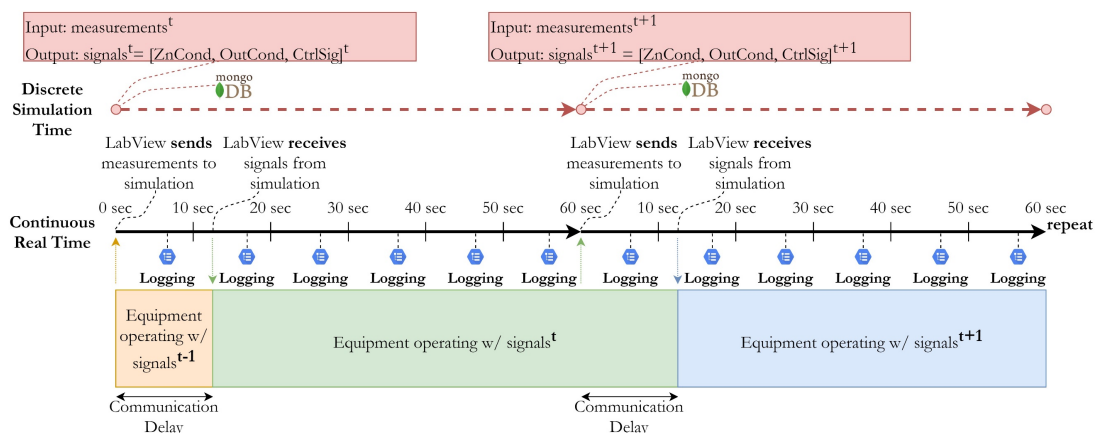 Input: measurements^t
Output: signals^t= [ZnCond, OutCond, CtrlSig]^t
Input: measurements^t+1
Output: signals^t+1 = [ZnCond, OutCond, CtrlSig]^t+1
mongo
DB
mongo
DB
Discrete
Simulation
Time
LabView sends
measurements to
simulation
LabView receives
signals from
simulation
LabView sends
measurements to
simulation
LabView receives
signals from
simulation
0 sec 10 sec 20 sec 30 sec 40 sec 50 sec 60 sec 10 sec 20 sec 30 sec 40 sec 50 sec 60 sec
Continuous
Real Time
repeat
Logging Logging Logging Logging Logging Logging Logging Logging Logging Logging Logging Logging
Equipment
operating w/
signals^t-1
Equipment operating w/ signals^t
Equipment operating w/ signals^t+1
Communication
Delay
Communication
Delay